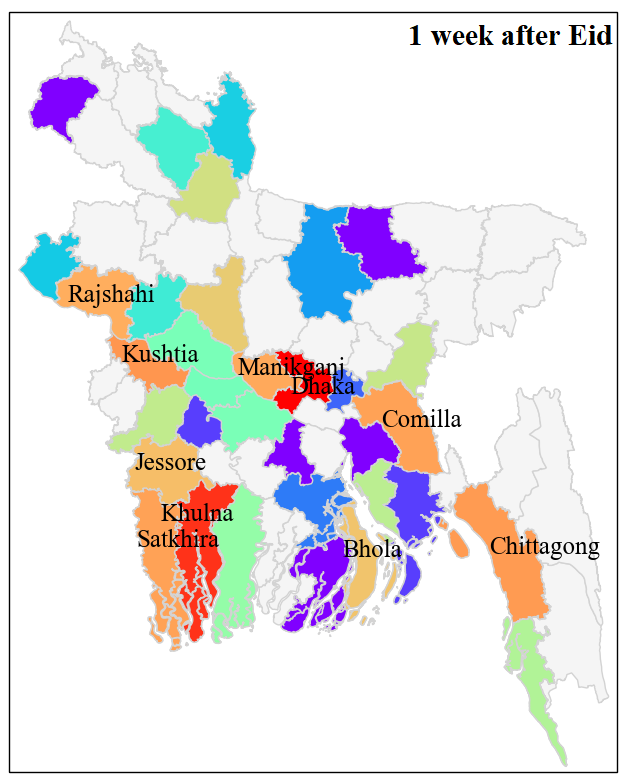 1 week after Eid
Rajshahi
Kushtia
Manikganj
Dhaka
Comilla
Jessore
Khulna
Satkhira
Bhola
Chittagong